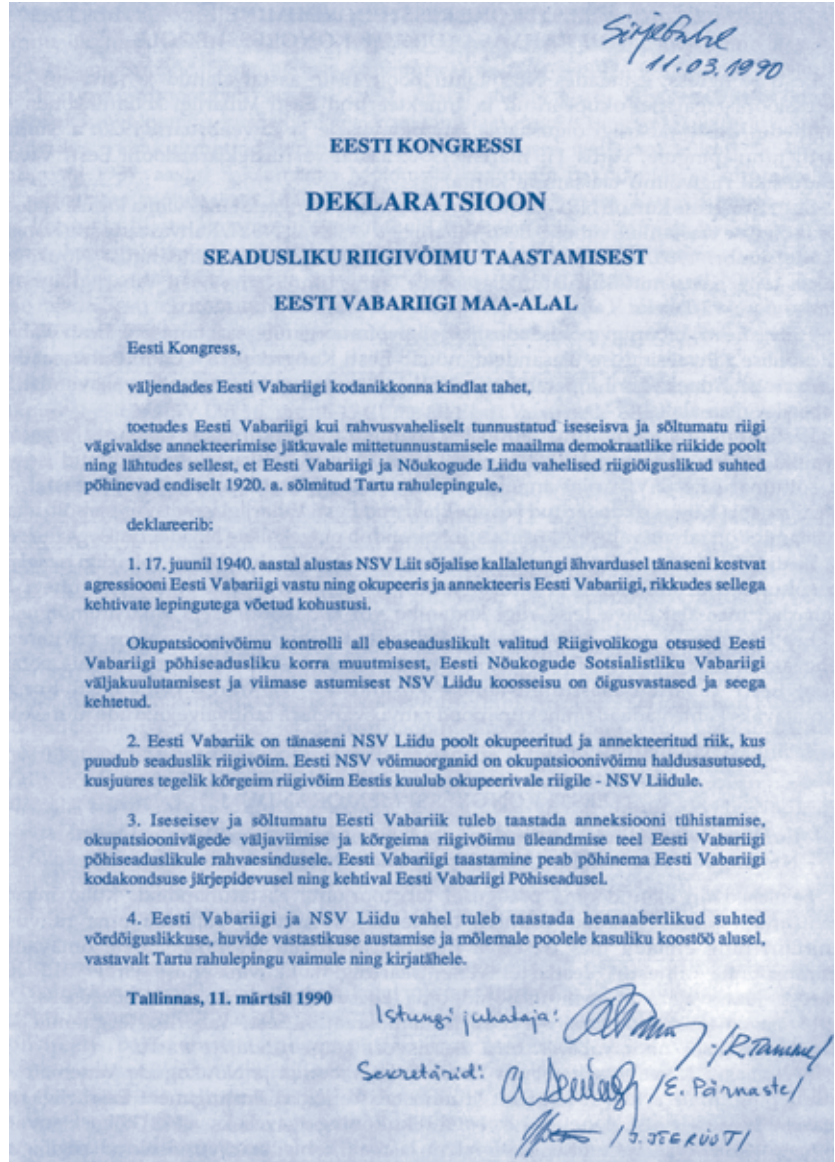 11.03.1990
EESTI KONGRESSI
DEKLARATSIOON
SEADUSLIKU RIIGIVÕIMU TAASTAMISEST
EESTI VABARIIGI MAA-ALAL
Eesti Kongress,
väljendades Eesti Vabariigi kodanikkonna kindlat tahet,
toetudes Eesti Vabariigi kui rahvusvaheliselt tunnustatud iseseisva ja sõltumatu riigi
vägivaldse annekteerimise jätkuvale mittetunnustamisele maailma demokraatlike riikide poolt
ning lähtudes sellest, et Eesti Vabariigi ja Nõukogude Liidu vahelised riigiõiguslikud suhted
põhinevad endiselt 1920. a. sõlmitud Tartu rahulepingule,
deklareerib:
1. 17. juunil 1940. aastal alustas NSV Liit sõjalise kallaletungi ähvardusel tänaseni kestvat
agressiooni Eesti Vabariigi vastu ning okupeeris ja annekteeris Eesti Vabariigi, rikkudes sellega
kehtivate lepingutega võetud kohustusi.
Okupatsioonivõimu kontrolli all ebaseaduslikult valitud Riigivolikogu otsused Eesti
Vabariigi põhiseadusliku korra muutmisest, Eesti Nõukogude Sotsialistliku Vabariigi
väljakuulutamisest ja viimase astumisest NSV Liidu koosseisu on õigusvastased ja seega
kehtetud.
2. Eesti Vabariik on tänaseni NSV Liidu poolt okupeeritud ja annekteeritud riik, kus
puudub seaduslik riigivõim. Eesti NSV võimuorganid on okupatsioonivõimu haldusasutused,
kusjuures tegelik kõrgeim riigivõim Eestis kuulub okupeerivale riigile - NSV Liidule.
3. Iseseisev ja sõltumatu Eesti Vabariik tuleb taastada anneksiooni tühistamise,
okupatsioonivägede väljaviimise ja kõrgeima riigivõimu üleandmise teel Eesti Vabariigi
põhiseaduslikule rahvaesindusele. Eesti Vabariigi taastamine peab põhinema Eesti Vabariigi
kodakondsuse järjepidevusel ning kehtival Eesti Vabariigi Põhiseadusel.
4. Eesti Vabariigi ja NSV Liidu vahel tuleb taastada heanaaberlikud suhted
võrdõiguslikkuse, huvide vastastikuse austamise ja mõlemale poolele kasuliku koostöö alusel,
vastavalt Tartu rahulepingu vaimule ning kirjatähele.
Tallinnas, 11. märtsil 1990
Istungi juhataja: /R. Tamme/
Secretärid: /E. Pärnaste/
/J. JEERUOT/